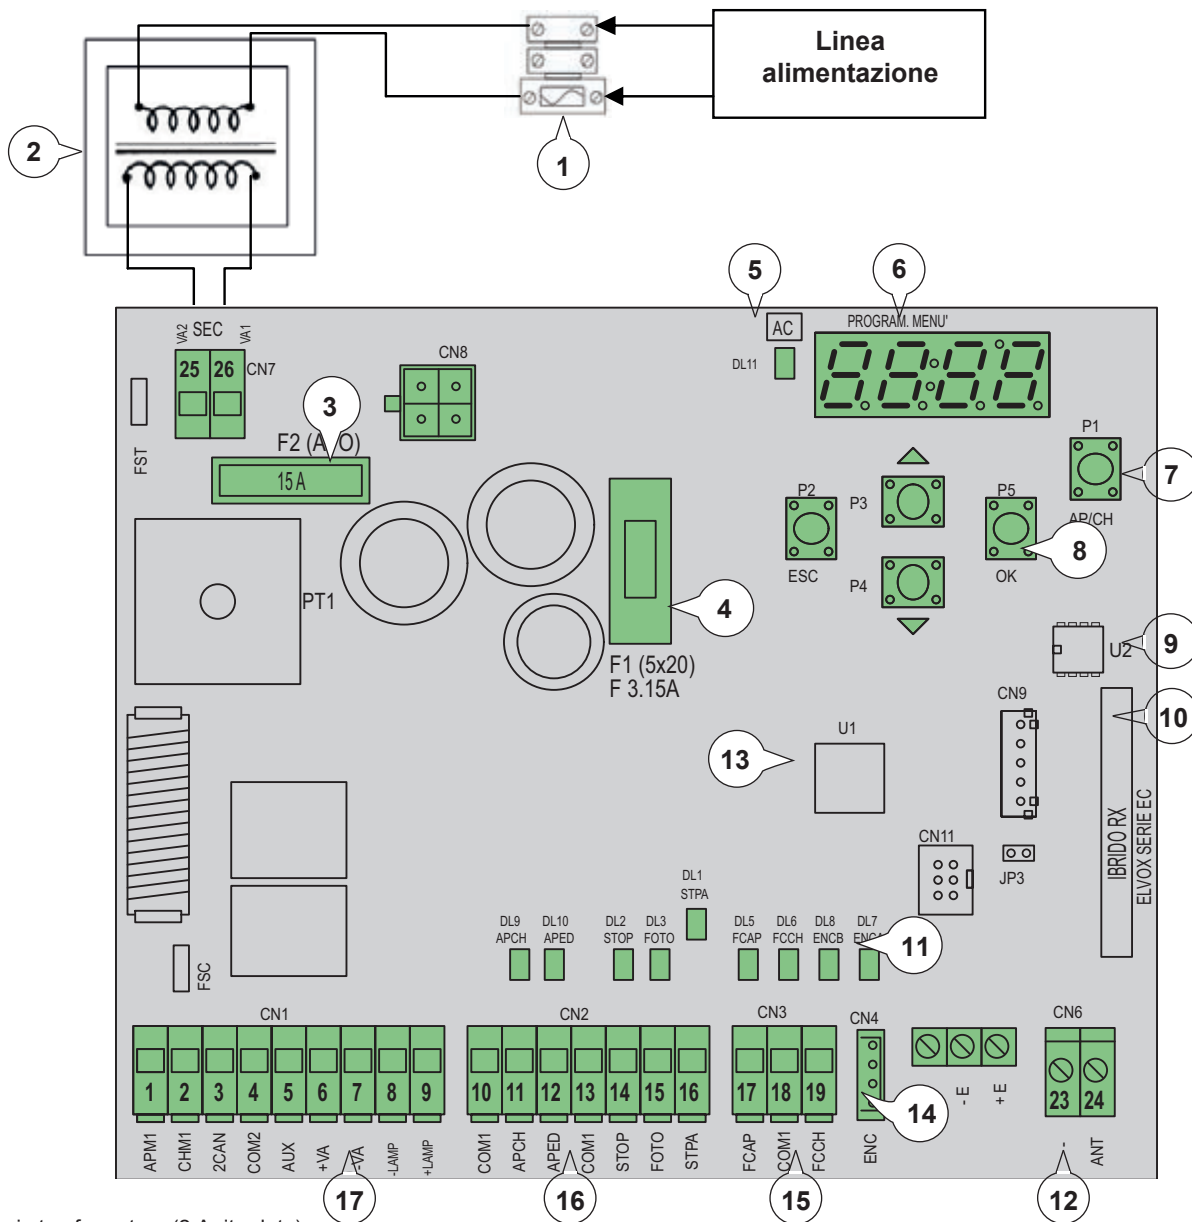 Linea
alimentazione
1
2
5
6
VA2
SEC
VA1
25
26
CN7
CN8
AC
PROGRAM. MENU'
DL11
FST
3
15 A
P1
7
P2
P3
P5
AP/CH
8
ESC
P4
OK
PT1
4
F1 (5x20)
F 3.15A
U2
9
CN9
10
U1
13
IBRIDO RX
ELVOX SERIE EC
CN11
JP3
DL1
STPA
DL9
APCH
DL10
APED
DL2
STOP
DL3
FOTO
DL5
FCAP
DL6
FCCH
DL8
ENCB
DL7
11
FSC
CN1
CN2
CN3
CN4
CN6
1 2 3 4 5 6 7 8 9
10 11 12 13 14 15 16
17 18 19
14
- E
+ E
23 24
APM1
CHM1
2CAN
COM2
AUX
+VA
-VA
-LAMP
+LAMP
COM1
APCH
APED
COM1
STOP
FOTO
STPA
FCAP
COM1
FCCH
ENC
-
ANT
17
16
15
12